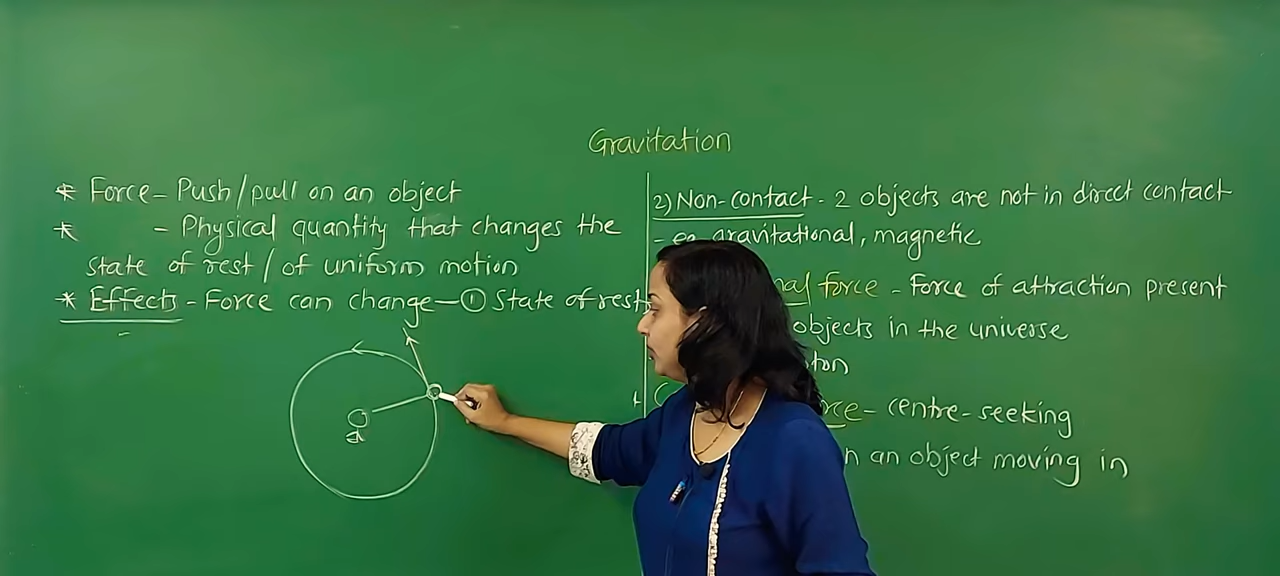 Gravitation
* Force - Push/pull on an object
* - Physical quantity that changes the
state of rest / of uniform motion
* Effects - Force can change - ① State of rest
2) Non-contact - 2 objects are not in direct contact
- eg gravitational, magnetic
force - Force of attraction present
objects in the universe
- centre-seeking
an object moving in